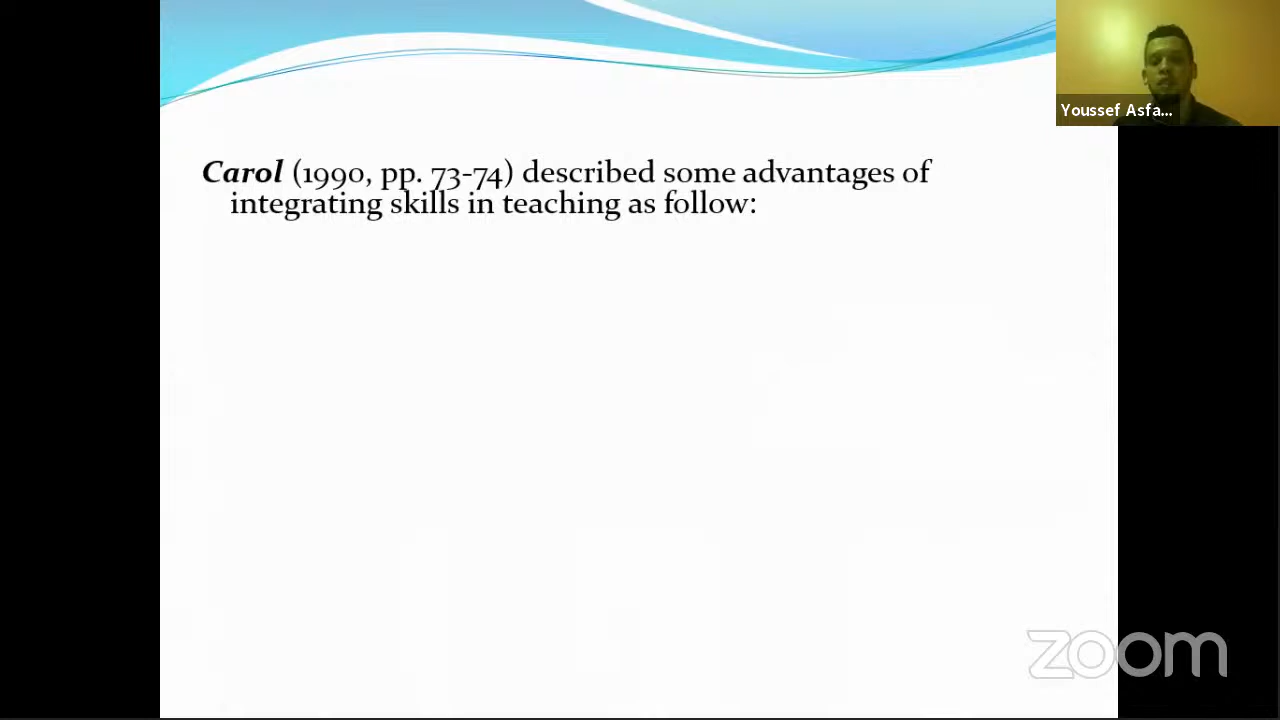 Youssef Asfa...
Carol (1990, pp. 73-74) described some advantages of
integrating skills in teaching as follow:
zoom